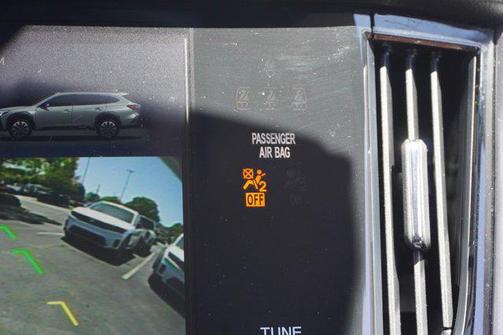 PASSENGER
AIR BAG
2
OFF
TUNE